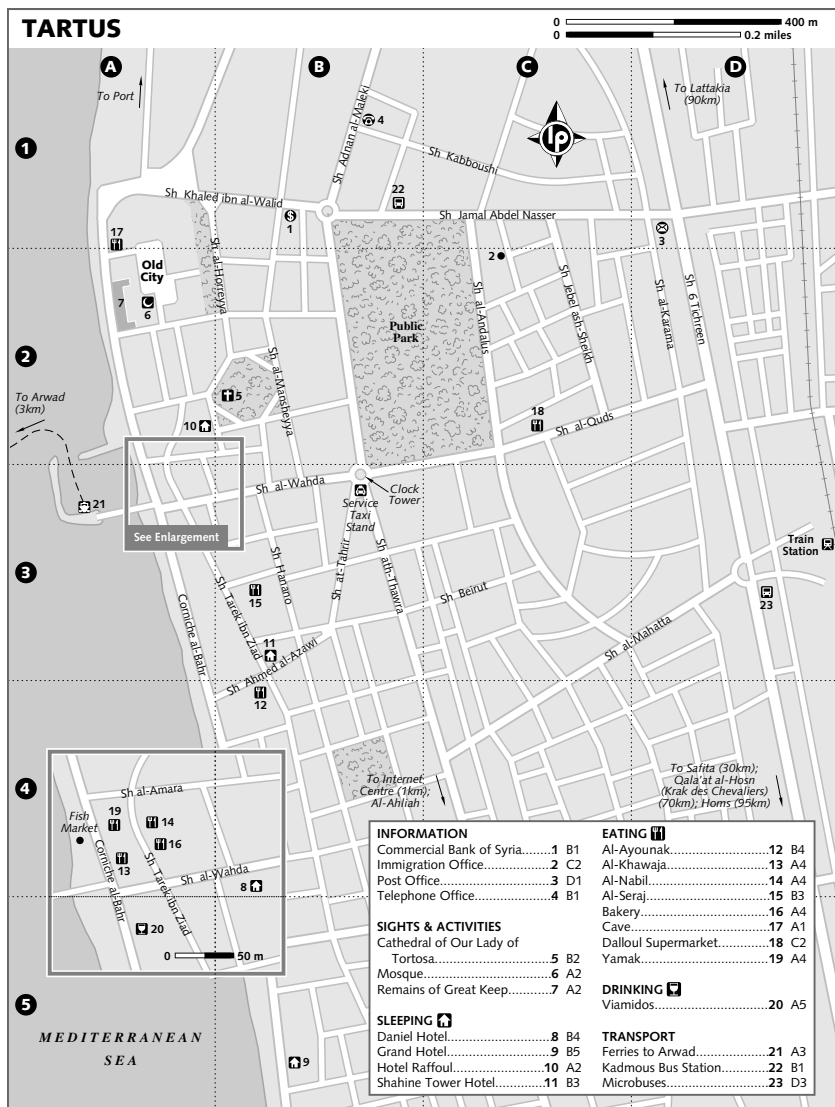 TARTUS
0 400 m
0 0.2 miles
A B C D
To Port
To Lattakia
(90km)
4
lp
1
Sh Adnan al-Maleki
Sh Kabboushi
22
Sh Khaled ibn al-Walid
Sh Jamal Abdel Nasser
1
17
3
2
Old
City
Sh al-Horreyya
7
6
Public
Park
Sh al-Andalus
Sh Jebel ash-Sheikh
Sh al-Karama
Sh 6 Tichreen
2
Sh al-Mansheyya
To Arwad
(3km)
5
10
18
Sh al-Quds
21
Sh al-Wahda
Clock
Tower
Service
Taxi
Stand
See Enlargement
Train
Station
3
Sh Hanano
Sh at-Tahrir
Sh ath-Thawra
Sh Tarek ibn Ziad
15
Sh Beirut
23
Corniche al-Bahr
11
Sh al-Mahatta
Sh Ahmed al-Azawi
12
4
Sh al-Amara
To Internet
Centre (1km);
Al-Ahliah
To Safita (30km);
Qala'at al-Hosn
(Krak des Chevaliers)
(70km); Homs (95km)
Fish
Market
19
14
16
13
Corniche al-Bahr
Sh Tarek ibn Ziad
Sh al-Wahda
8
20
0 50 m
5
MEDITERRANEAN
SEA
9
INFORMATION
Commercial Bank of Syria.......1 B1
Immigration Office..................2 C2
Post Office..............................3 D1
Telephone Office....................4 B1
SIGHTS & ACTIVITIES
Cathedral of Our Lady of
Tortosa................................5 B2
Mosque..................................6 A2
Remains of Great Keep...........7 A2
SLEEPING
Daniel Hotel...........................8 B4
Grand Hotel...........................9 B5
Hotel Raffoul........................10 A2
Shahine Tower Hotel............11 B3
EATING
Al-Ayounak..........................12 B4
Al-Khawaja..........................13 A4
Al-Nabil...............................14 A4
Al-Seraj...............................15 B3
Bakery.................................16 A4
Cave....................................17 A1
Dalloul Supermarket.............18 C2
Yamak.................................19 A4
DRINKING
Viamidos.............................20 A5
TRANSPORT
Ferries to Arwad...................21 A3
Kadmous Bus Station............22 B1
Microbuses..........................23 D3